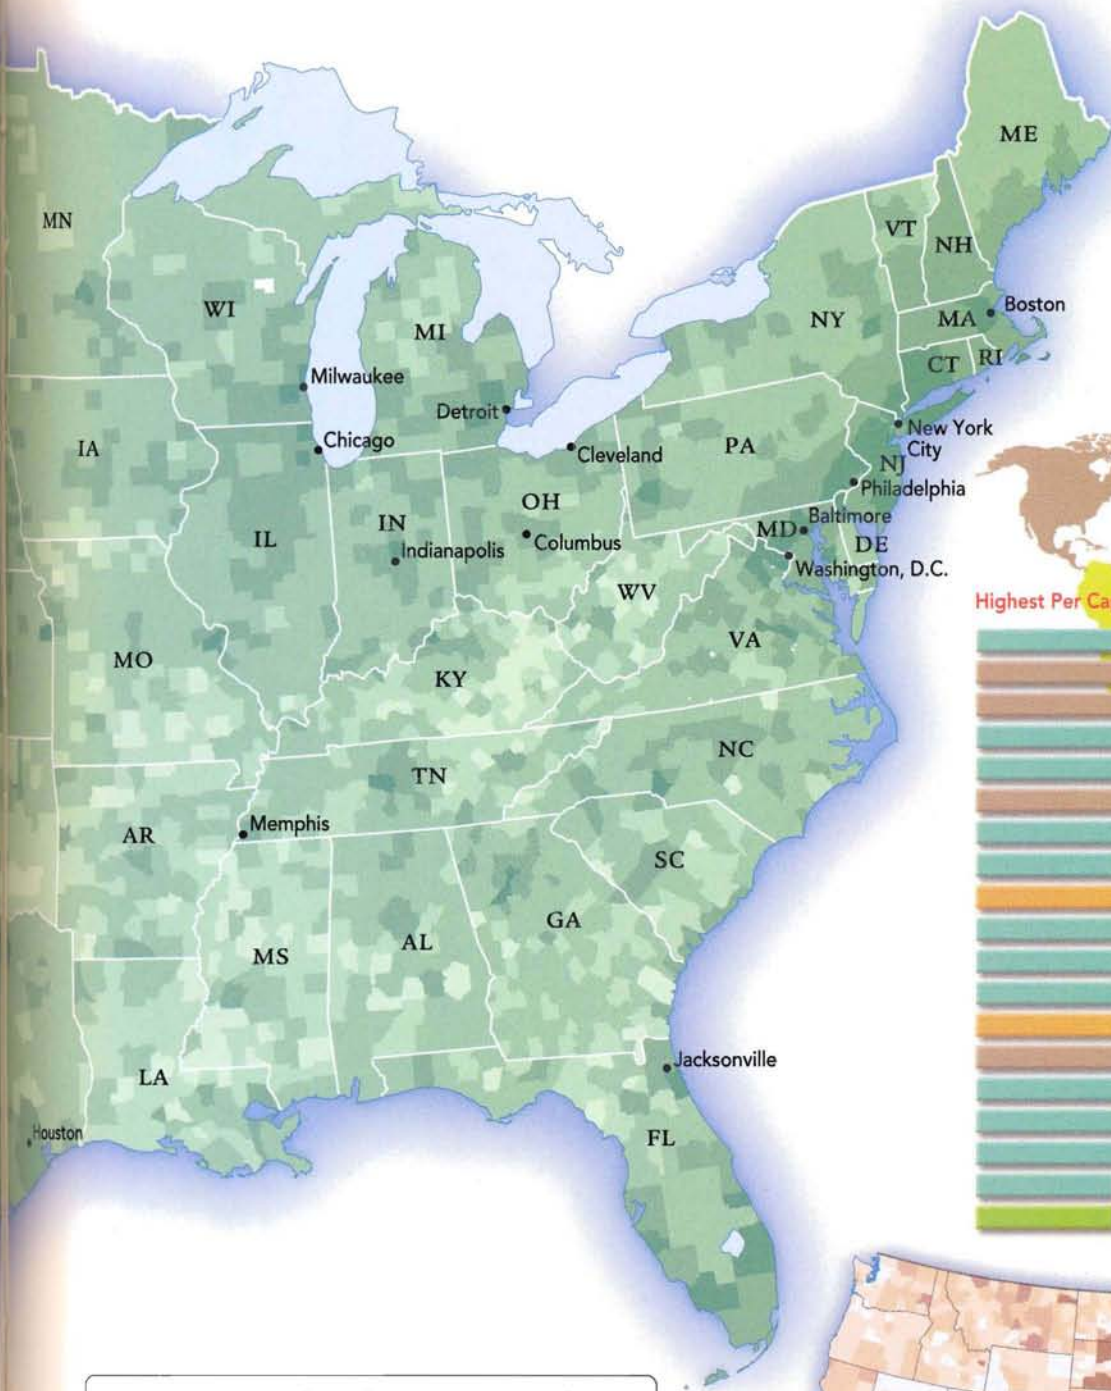 ME
MN
VT
NH
WI
NY
MI
MA
Boston
CT
RI
Milwaukee
Detroit
New York
City
Chicago
IA
Cleveland
PA
NJ
Philadelphia
OH
IN
Baltimore
MD
IL
Columbus
DE
Indianapolis
Washington, D.C.
WV
Highest Per Ca
VA
MO
KY
NC
TN
Memphis
AR
SC
GA
AL
MS
Jacksonville
LA
Houston
FL